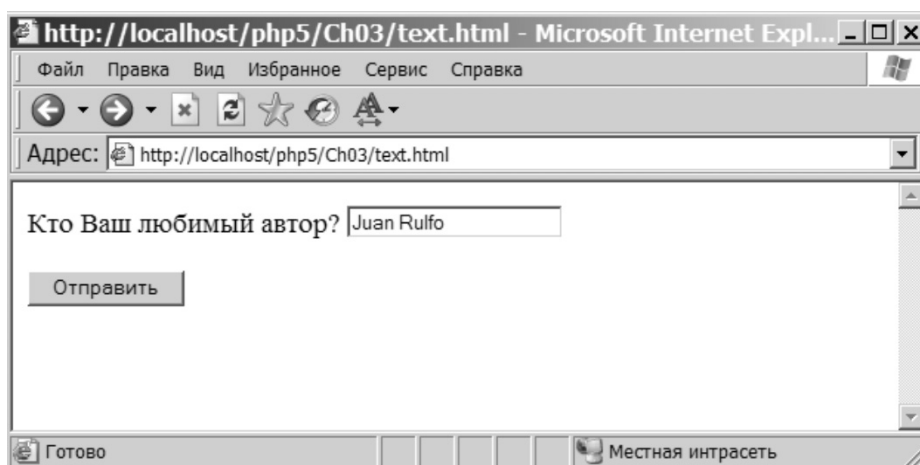 http://localhost/php5/Ch03/text.html - Microsoft Internet Expl...
Файл Правка Вид Избранное Сервис Справка
Адрес: http://localhost/php5/Ch03/text.html
Кто Ваш любимый автор? Juan Rulfo
Отправить
Готово Местная интрасеть